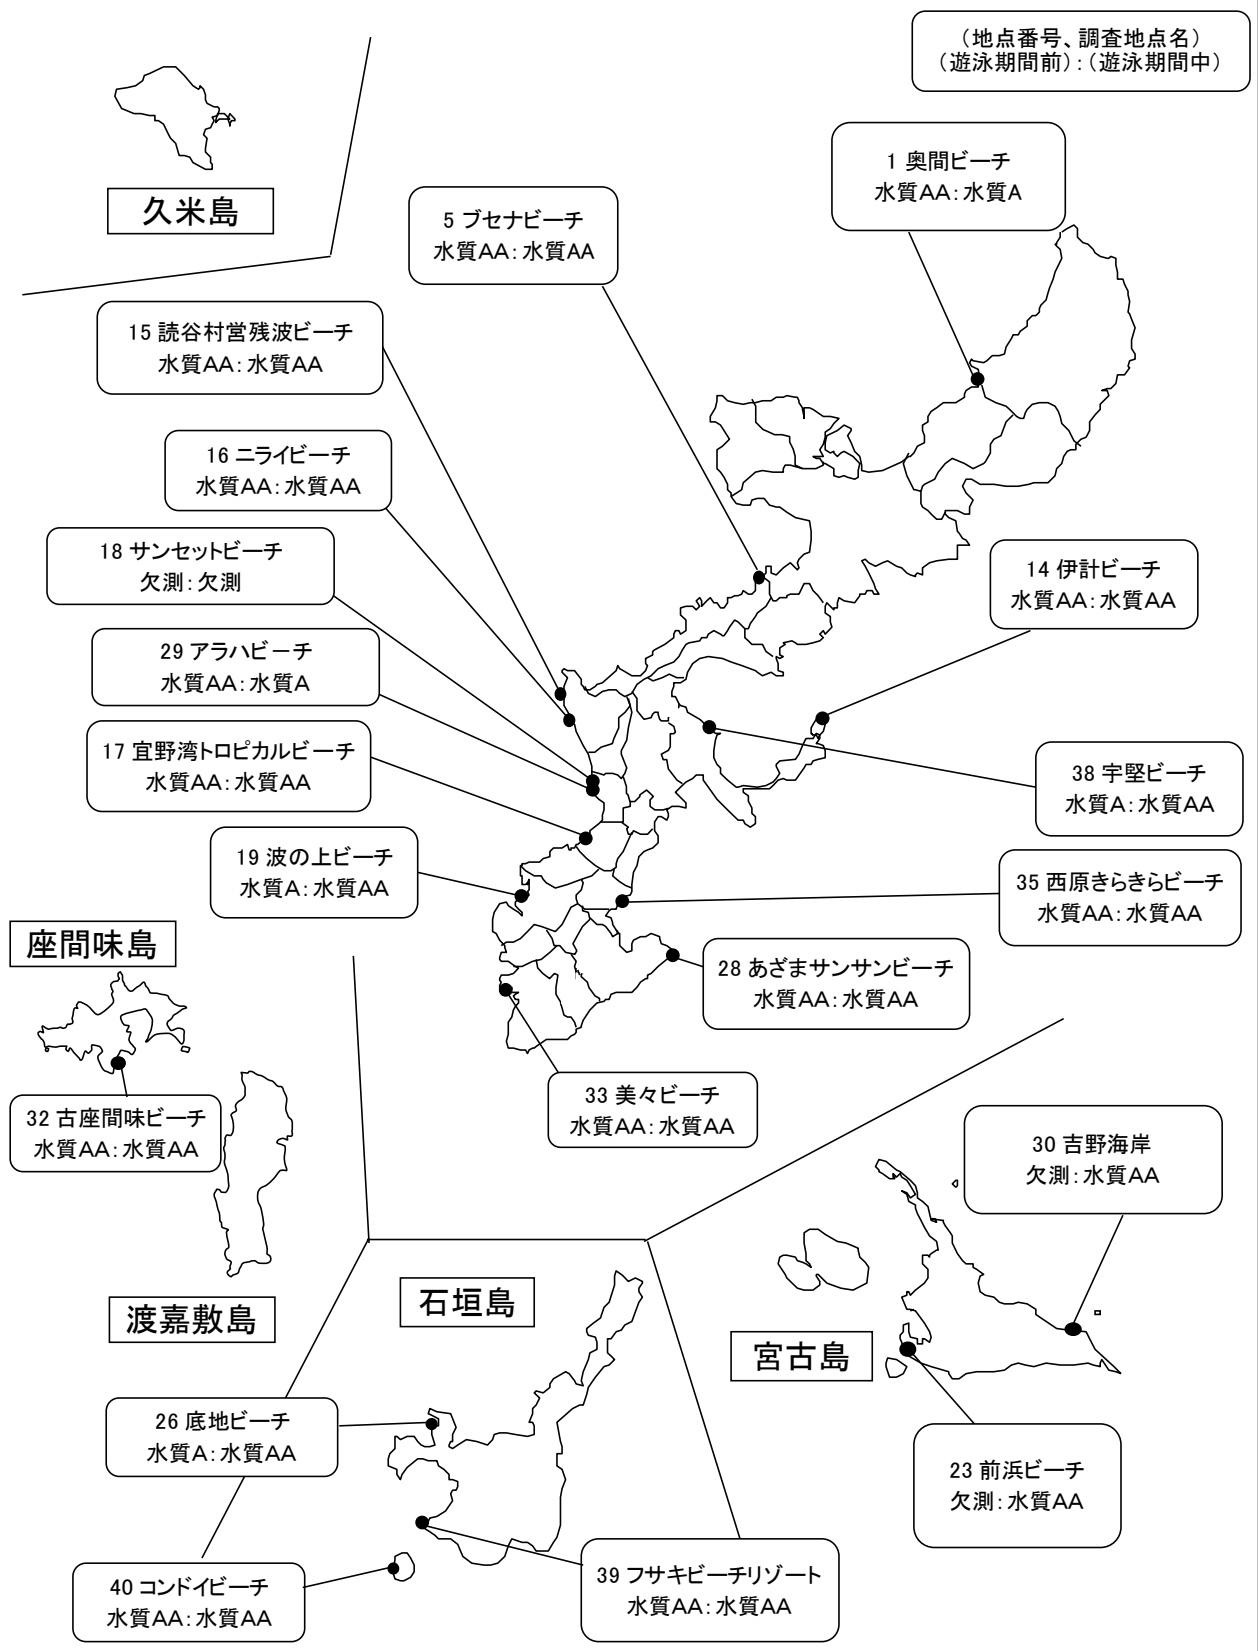 (地点番号、調査地点名)
(遊泳期間前):(遊泳期間中)
久米島
1 奥間ビーチ
水質AA:水質A
5 ブセナビーチ
水質AA:水質AA
15 読谷村営残波ビーチ
水質AA:水質AA
16 ニライビーチ
水質AA:水質AA
18 サンセットビーチ
欠測:欠測
14 伊計ビーチ
水質AA:水質AA
29 アラハビーチ
水質AA:水質A
17 宜野湾トロピカルビーチ
水質AA:水質AA
38 宇堅ビーチ
水質A:水質AA
19 波の上ビーチ
水質A:水質AA
35 西原きらきらビーチ
水質AA:水質AA
座間味島
28 あざまサンサンビーチ
水質AA:水質AA
33 美々ビーチ
水質AA:水質AA
32 古座間味ビーチ
水質AA:水質AA
30 吉野海岸
欠測:水質AA
渡嘉敷島
石垣島
宮古島
26 底地ビーチ
水質A:水質AA
23 前浜ビーチ
欠測:水質AA
40 コンドイビーチ
水質AA:水質AA
39 フサキビーチリゾート
水質AA:水質AA